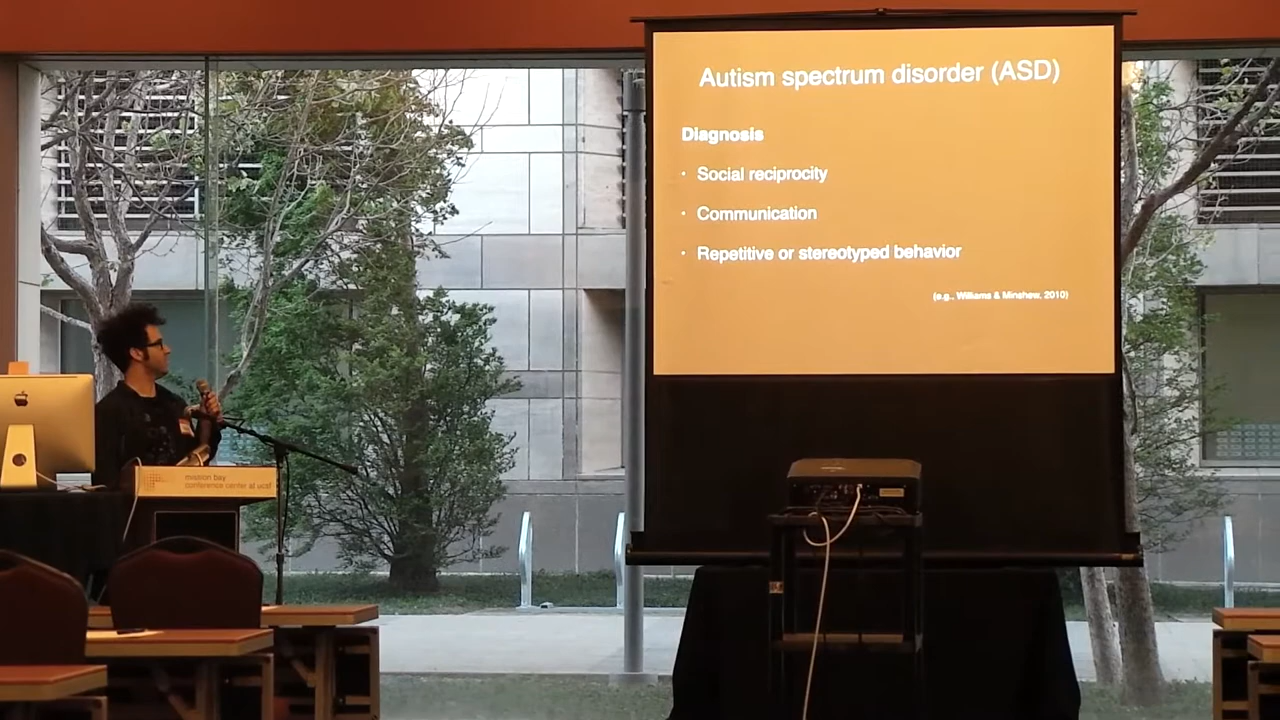 Autism spectrum disorder (ASD)
Diagnosis
· Social reciprocity
· Communication
· Repetitive or stereotyped behavior
(e.g., Williams & Minshew, 2010)
mission bay
conference center at ucsf